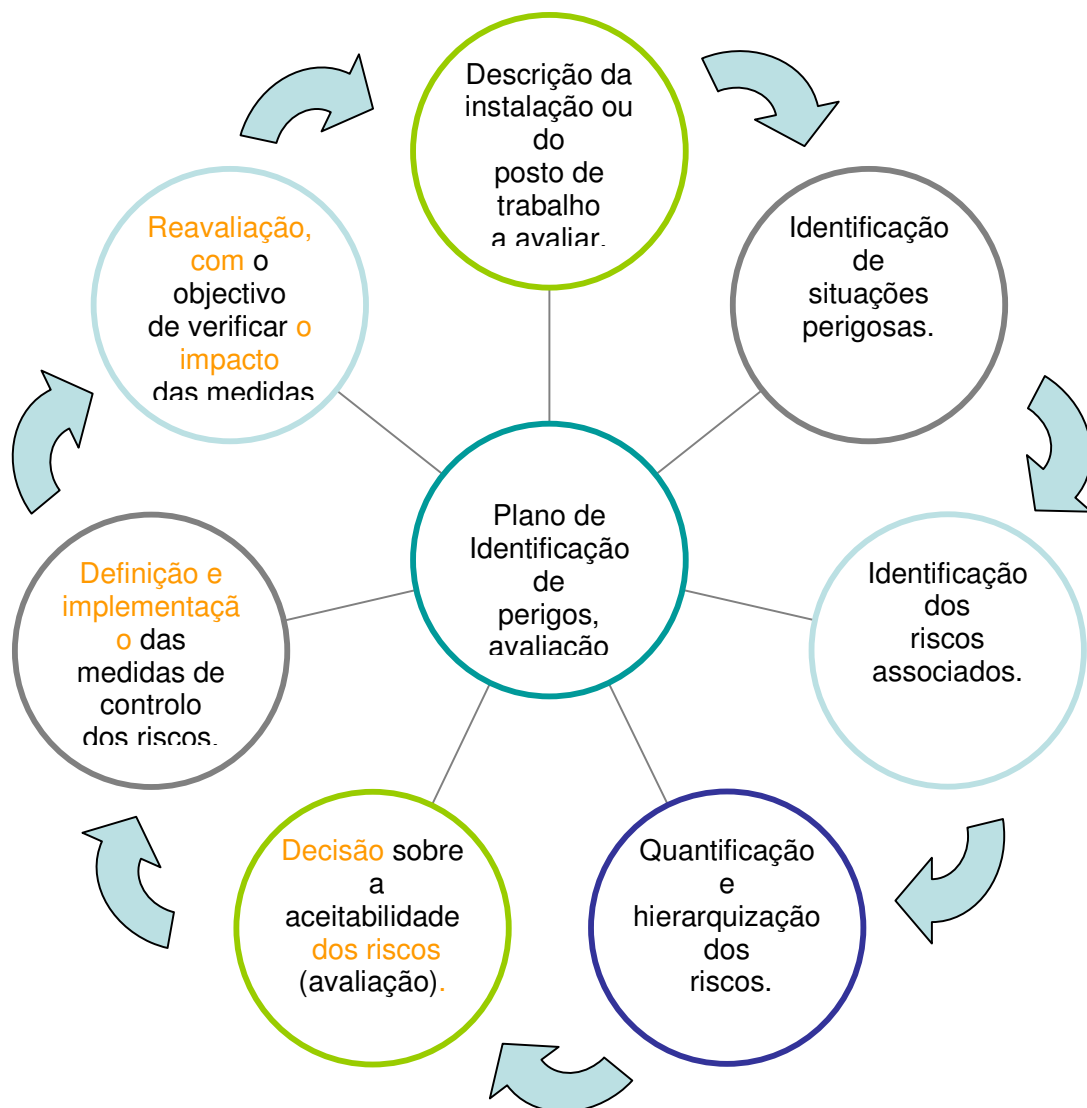 Descrição da
instalação ou
do
posto de
trabalho
a avaliar.
Identificação
de
situações
perigosas.
Identificação
dos
riscos
associados.
Quantificação
e
hierarquização
dos
riscos.
Decisão sobre
a
aceitabilidade
dos riscos
(avaliação).
Definição e
implementaçã
o das
medidas de
controlo
dos riscos.
Reavaliação,
com o
objectivo
de verificar o
impacto
das medidas
Plano de
Identificação
de
perigos,
avaliação